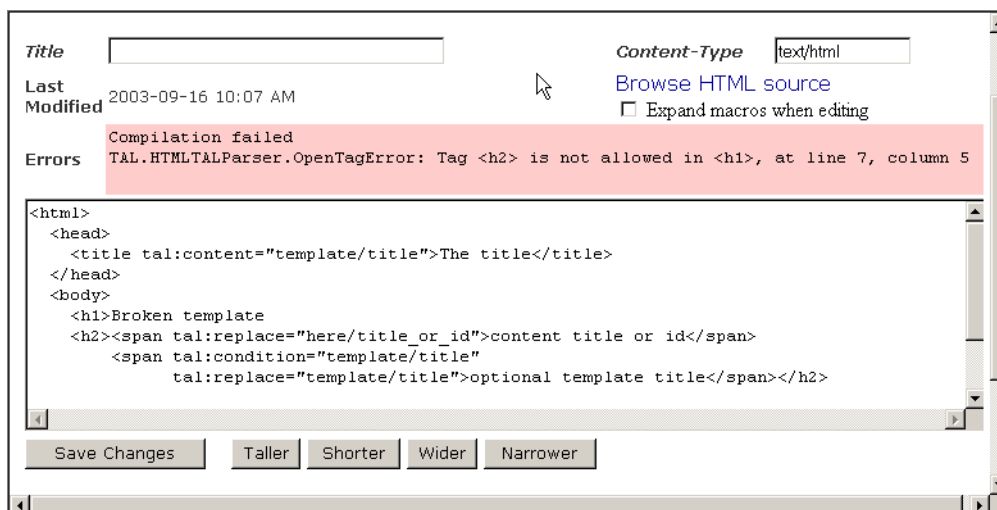 Title
Content-Type text/html
Last Modified 2003-09-16 10:07 AM
Browse HTML source
Expand macros when editing
Errors
Compilation failed
TAL.HTMLTALParser.OpenTagError: Tag <h2> is not allowed in <h1>, at line 7, column 5
<html>
  <head>
    <title tal:content="template/title">The title</title>
  </head>
  <body>
    <h1>Broken template
    <h2><span tal:replace="here/title_or_id">content title or id</span>
        <span tal:condition="template/title"
              tal:replace="template/title">optional template title</span></h2>
Save Changes Taller Shorter Wider Narrower